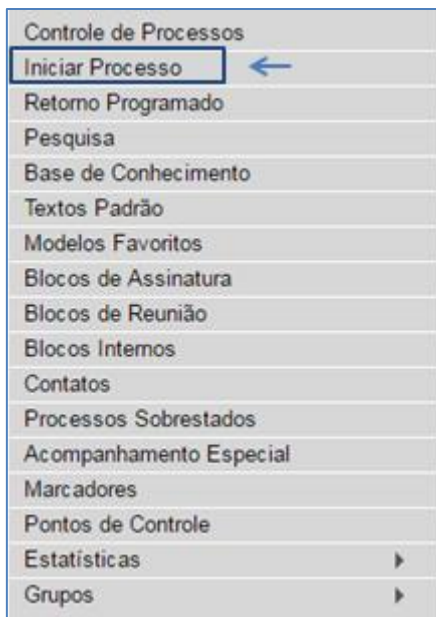 Controle de Processos
Iniciar Processo
Retorno Programado
Pesquisa
Base de Conhecimento
Textos Padrão
Modelos Favoritos
Blocos de Assinatura
Blocos de Reunião
Blocos Internos
Contatos
Processos Sobrestados
Acompanhamento Especial
Marcadores
Pontos de Controle
Estatísticas
Grupos